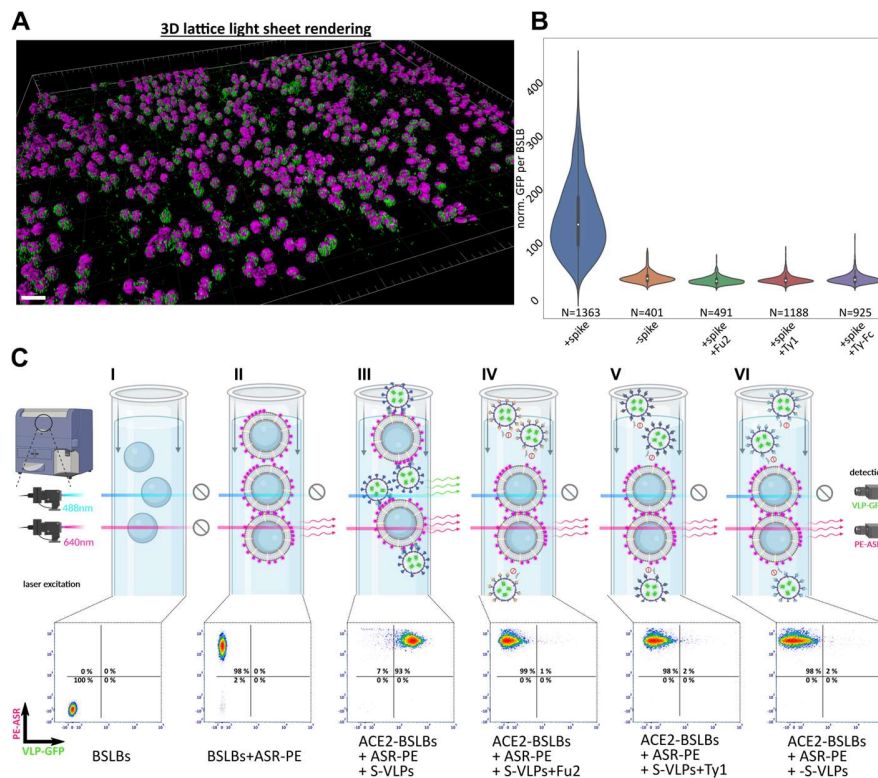 A
3D lattice light sheet rendering
B
norm. GFP per BSLB
400
300
200
100
0
N=1363 N=401 N=491 N=1188 N=925
+spike
-spike
+spike
+Fu2
+spike
+Ty1
+spike
+Ty-Fc
C
I II III IV V VI
488nm
640nm
laser excitation
detectio
VLP-GF
PE-ASR
0 % 0 %
100 % 0 %
98 % 0 %
2 % 0 %
7 % 93 %
0 % 0 %
99 % 1 %
0 % 0 %
98 % 2 %
0 % 0 %
98 % 2 %
0 % 0 %
PE-ASR
VLP-GFP
BSLBs
BSLBs+ASR-PE
ACE2-BSLBs
+ ASR-PE
+ S-VLPs
ACE2-BSLBs
+ ASR-PE
+ S-VLPs+Fu2
ACE2-BSLBs
+ ASR-PE
+ S-VLPs+Ty1
ACE2-BSLBs
+ ASR-PE
+ -S-VLPs